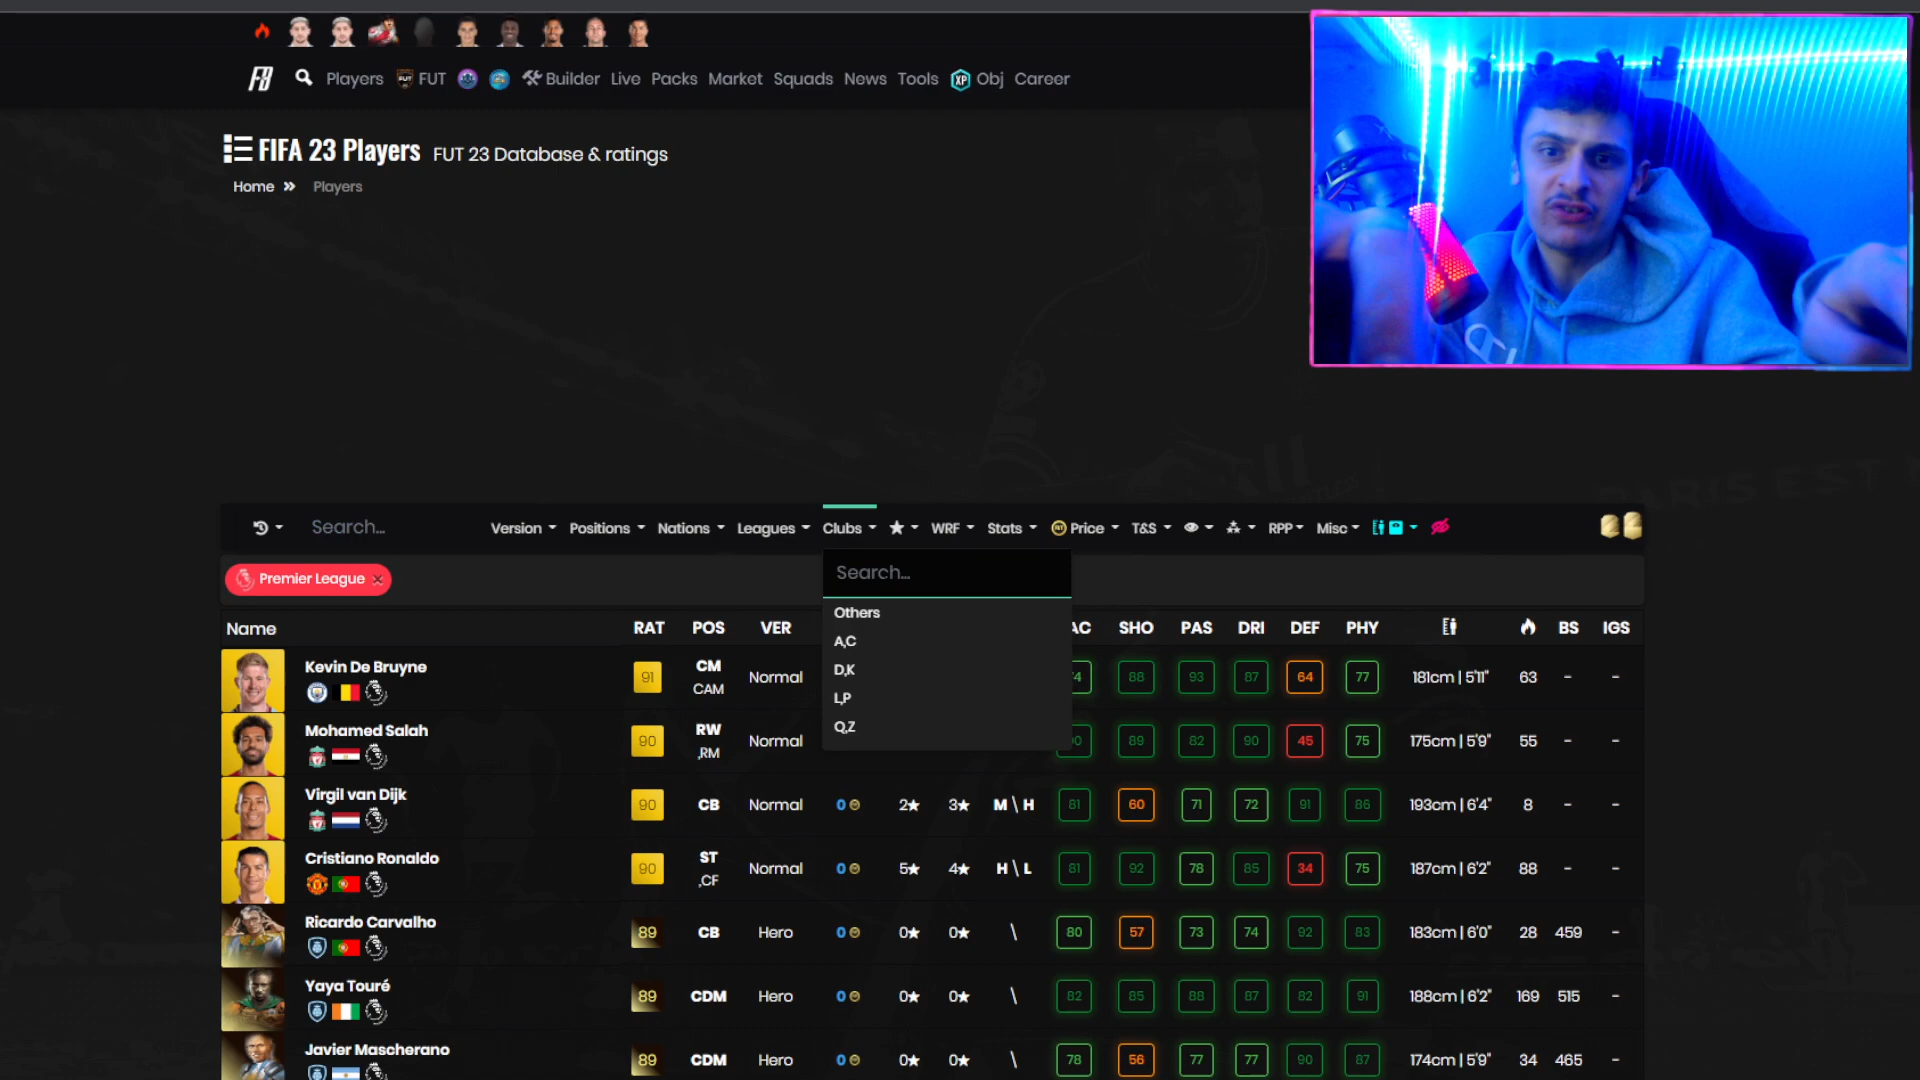 FB Players FUT Builder Live Packs Market Squads News Tools XP Obj Career
FIFA 23 Players FUT 23 Database & ratings
Home » Players
Search... Version Positions Nations Leagues Clubs WRF Stats Price T&S RPP Misc
Search...
Premier League ×
Others
A,C
D,K
L,P
Q,Z
Name RAT POS VER SHO PAS DRI DEF PHY BS IGS
Kevin De Bruyne 91 CM Normal 88 93 87 64 77 181cm | 5'11" 63 - -
CAM
Mohamed Salah 90 RW Normal 89 82 90 45 75 175cm | 5'9" 55 - -
,RM
Virgil van Dijk 90 CB Normal 0 2★ 3★ M \ H 81 60 71 72 91 86 193cm | 6'4" 8 - -
Cristiano Ronaldo 90 ST Normal 0 5★ 4★ H \ L 81 92 78 85 34 75 187cm | 6'2" 88 - -
,CF
Ricardo Carvalho 89 CB Hero 0 0★ 0★ \ 80 57 73 74 92 83 183cm | 6'0" 28 459 -
Yaya Touré 89 CDM Hero 0 0★ 0★ \ 82 85 88 87 82 91 188cm | 6'2" 169 515 -
Javier Mascherano 89 CDM Hero 0 0★ 0★ \ 78 56 77 77 90 87 174cm | 5'9" 34 465 -